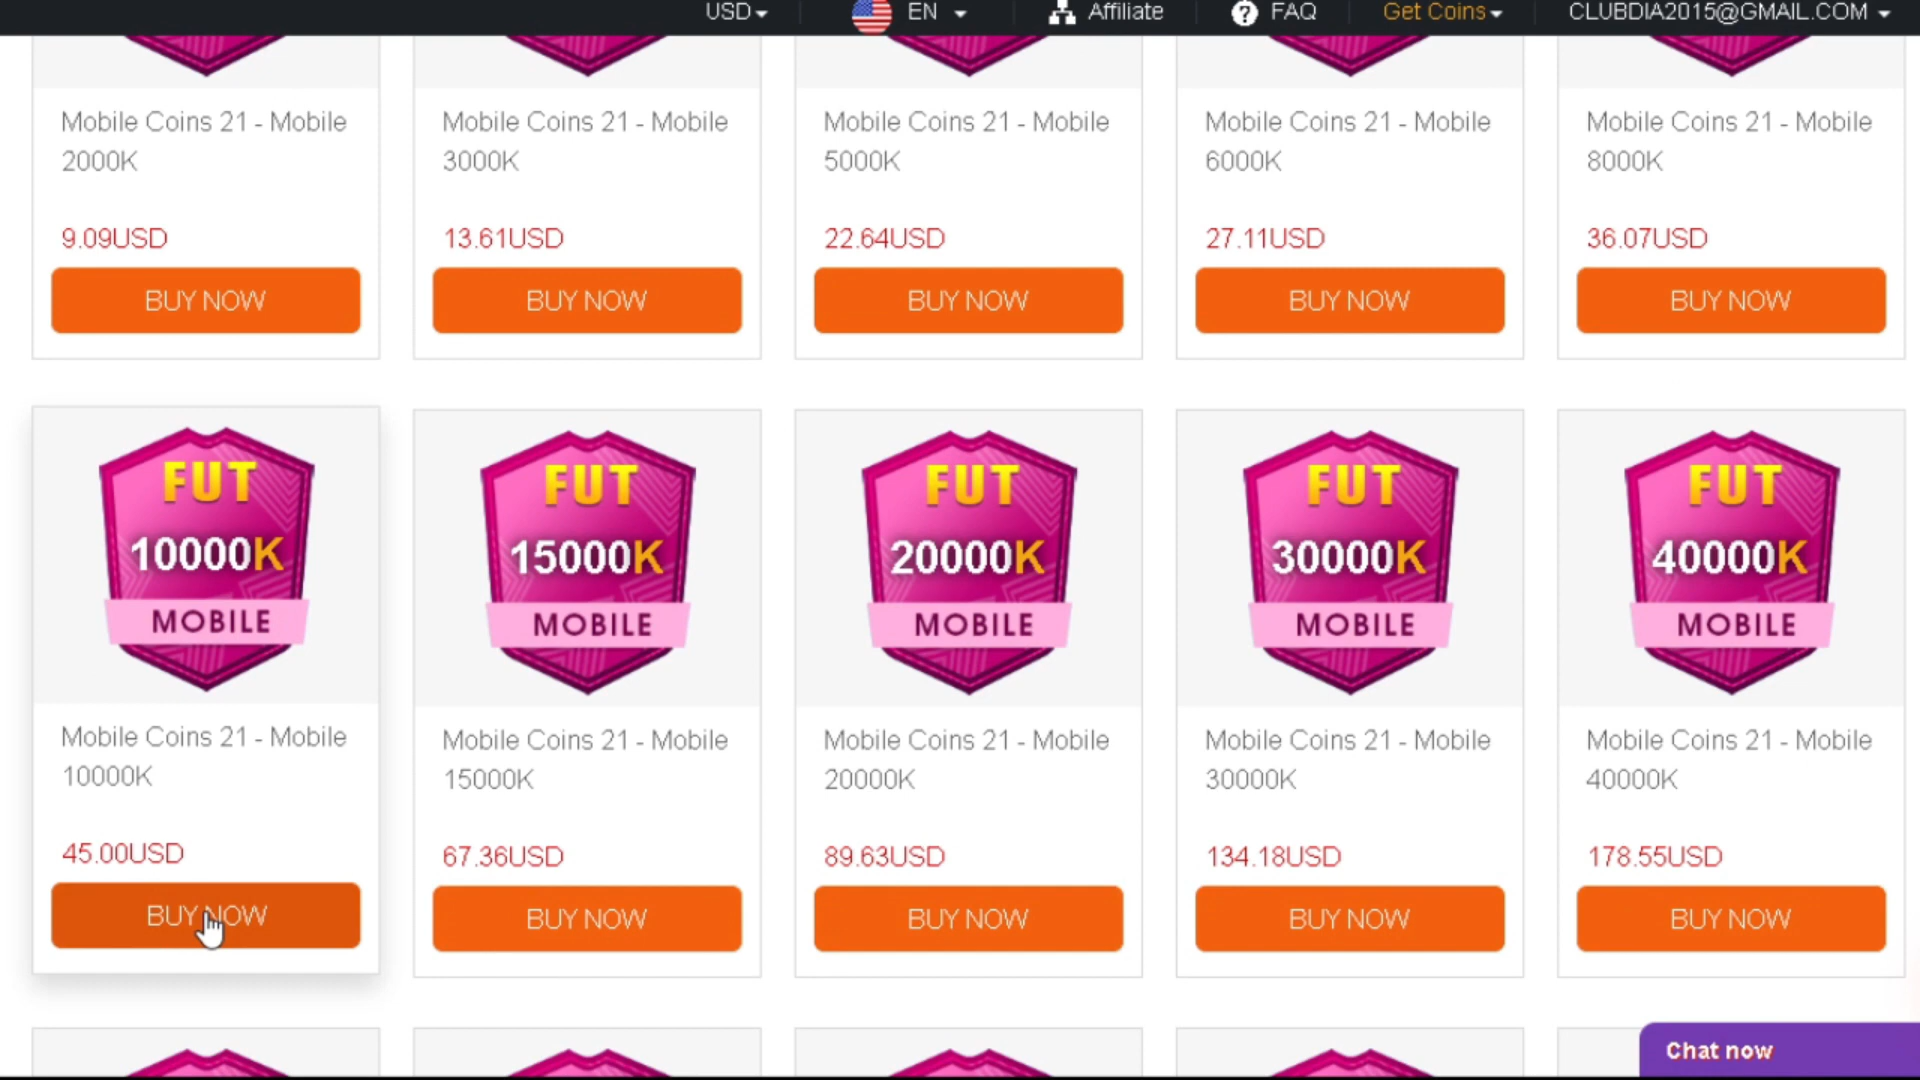 USD
EN
Affiliate
? FAQ
Get Coins
CLUBDIA2015@GMAIL.COM
Mobile Coins 21 - Mobile
2000K
9.09USD
BUY NOW
Mobile Coins 21 - Mobile
3000K
13.61USD
BUY NOW
Mobile Coins 21 - Mobile
5000K
22.64USD
BUY NOW
Mobile Coins 21 - Mobile
6000K
27.11USD
BUY NOW
Mobile Coins 21 - Mobile
8000K
36.07USD
BUY NOW
FUT
10000K
MOBILE
Mobile Coins 21 - Mobile
10000K
45.00USD
BUY NOW
FUT
15000K
MOBILE
Mobile Coins 21 - Mobile
15000K
67.36USD
BUY NOW
FUT
20000K
MOBILE
Mobile Coins 21 - Mobile
20000K
89.63USD
BUY NOW
FUT
30000K
MOBILE
Mobile Coins 21 - Mobile
30000K
134.18USD
BUY NOW
FUT
40000K
MOBILE
Mobile Coins 21 - Mobile
40000K
178.55USD
BUY NOW
Chat now